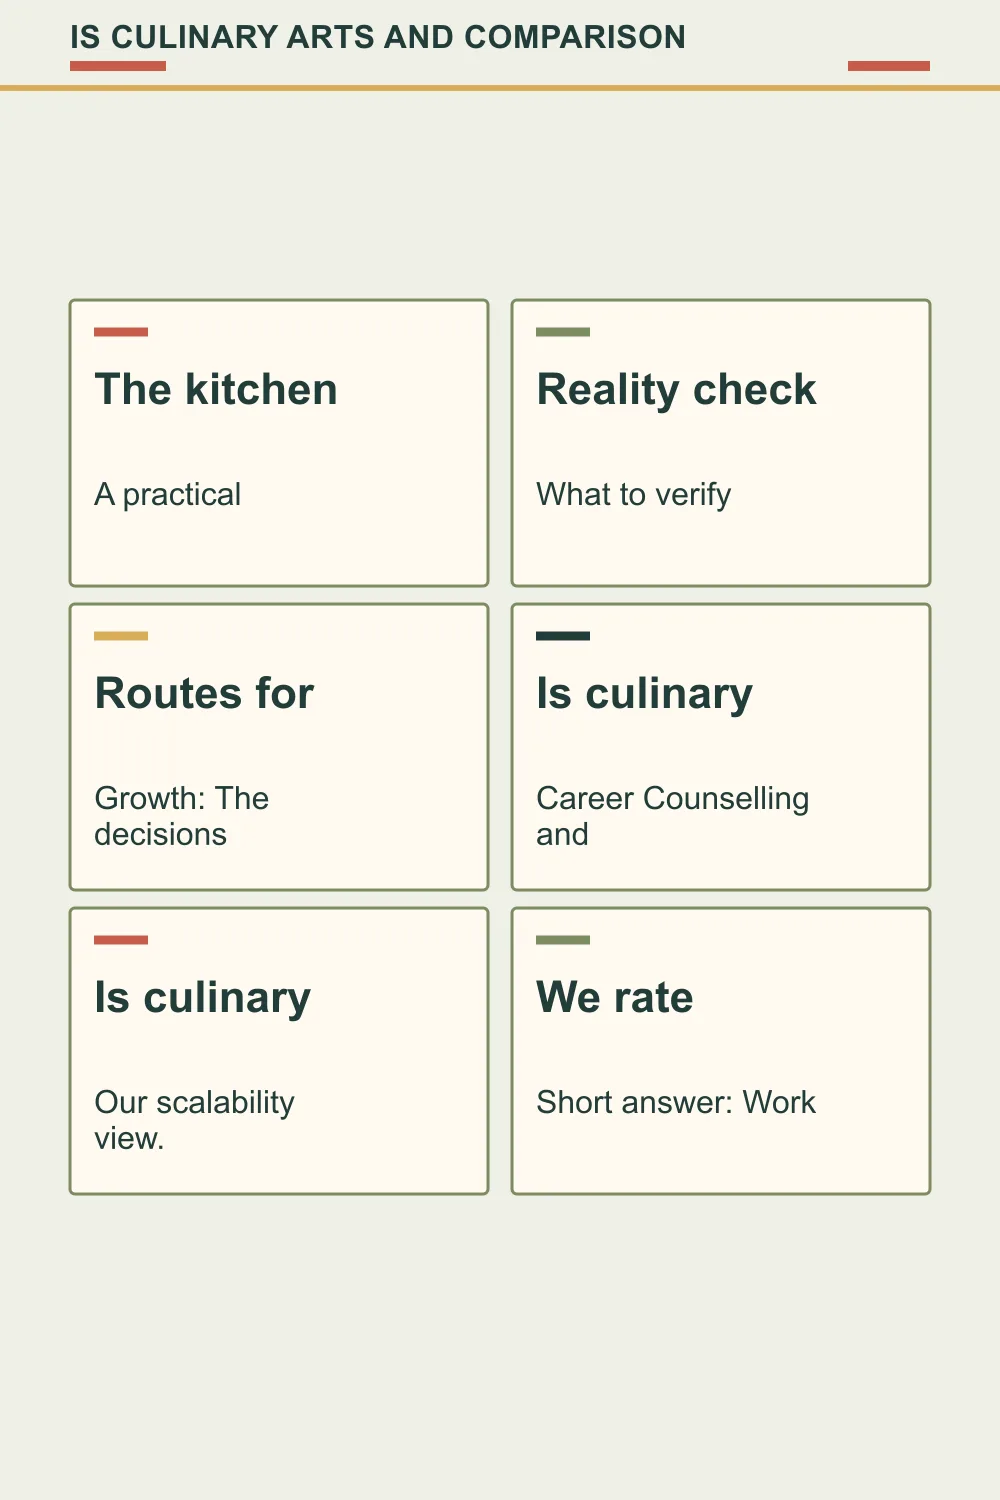 IS CULINARY ARTS AND COMPARISON
The kitchen
A practical
Reality check
What to verify
Routes for
Growth: The
decisions
Is culinary
Career Counselling
and
Is culinary
Our scalability
view.
We rate
Short answer: Work